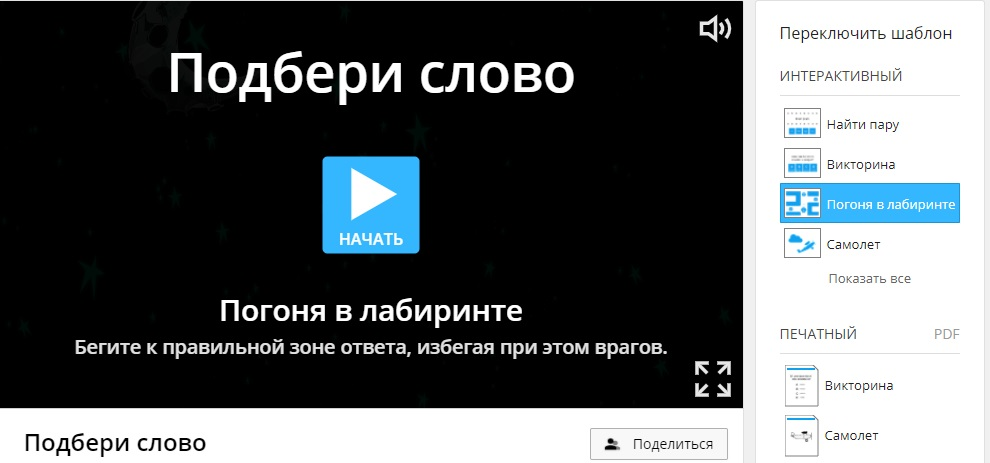 Подбери слово
НАЧАТЬ
Погоня в лабиринте
Бегите к правильной зоне ответа, избегая при этом врагов.
Подбери слово
Поделиться
Переключить шаблон
ИНТЕРАКТИВНЫЙ
Найти пару
Викторина
Погоня в лабиринте
Самолет
Показать все
ПЕЧАТНЫЙ PDF
Викторина
Самолет